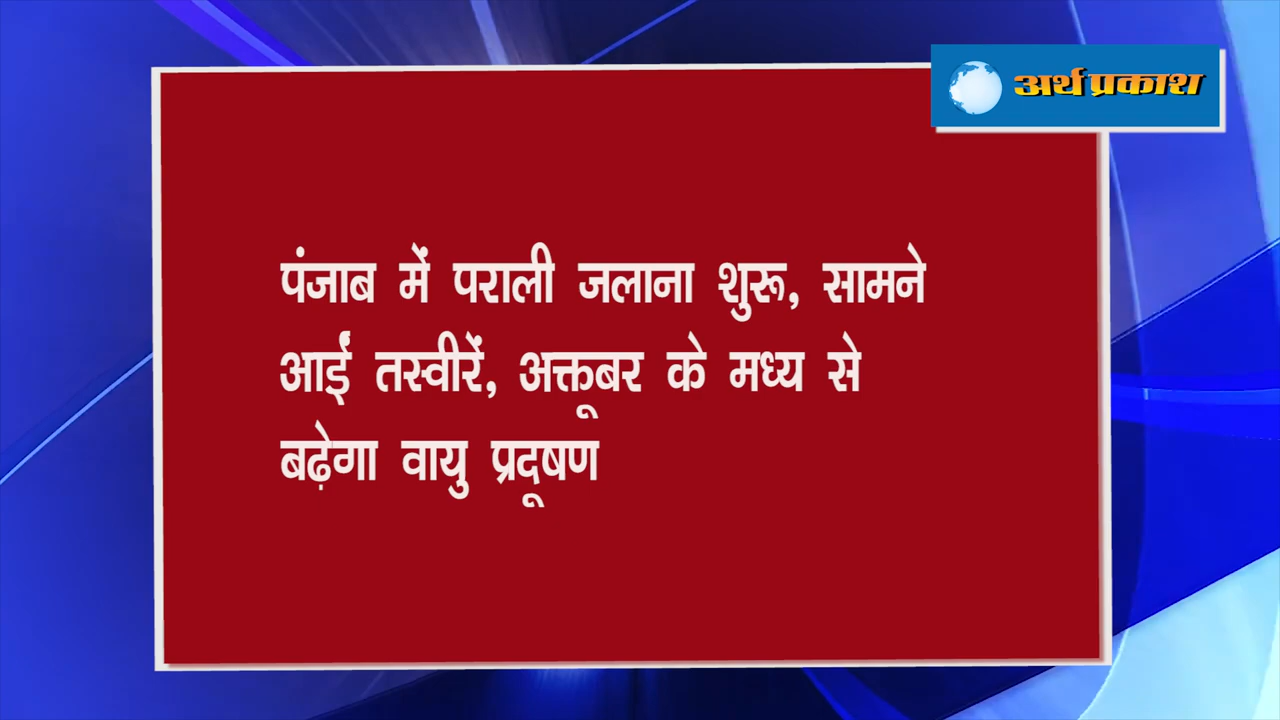 अर्थ प्रकाश
पंजाब में पराली जलाना शुरू, सामने
आईं तस्वीरें, अक्तूबर के मध्य से
बढ़ेगा वायु प्रदूषण